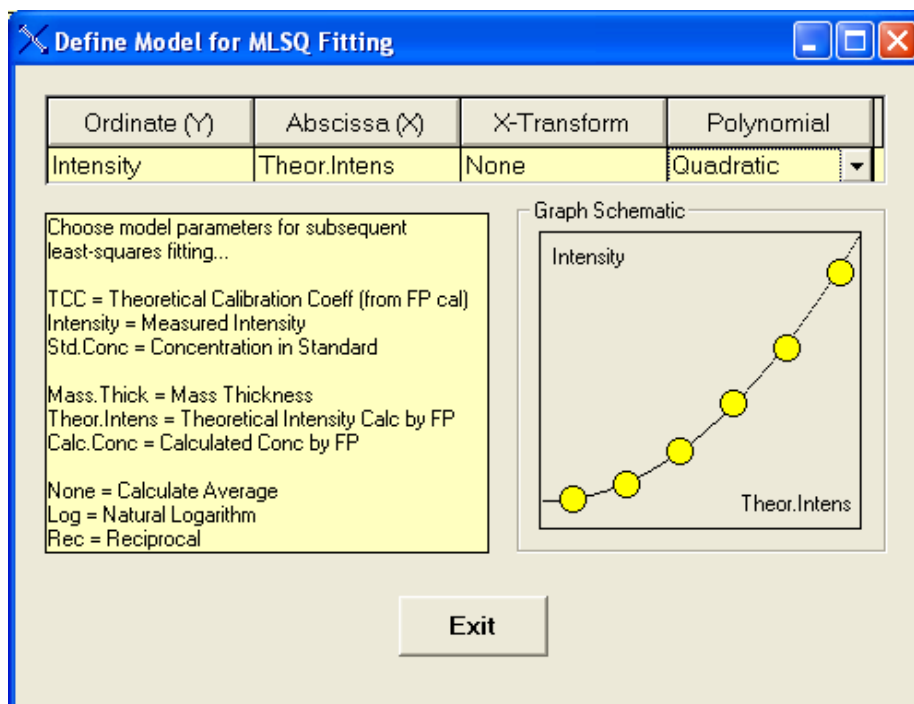 Define Model for MLSQ Fitting
Ordinate (Y) Abscissa (X) X-Transform Polynomial
Intensity Theor.Intens None Quadratic
Choose model parameters for subsequent
least-squares fitting...
TCC = Theoretical Calibration Coeff (from FP cal)
Intensity = Measured Intensity
Std.Conc = Concentration in Standard
Mass.Thick = Mass Thickness
Theor.Intens = Theoretical Intensity Calc by FP
Calc.Conc = Calculated Conc by FP
None = Calculate Average
Log = Natural Logarithm
Rec = Reciprocal
Graph Schematic
Intensity
Theor.Intens
Exit